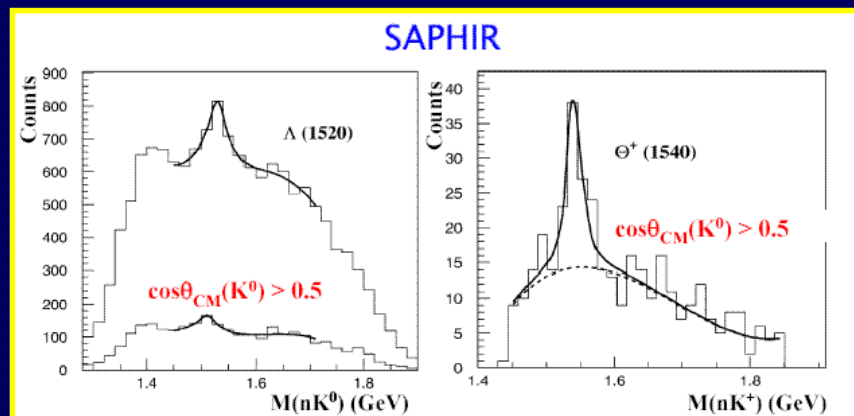 SAPHIR
Counts
900
800
700
600
500
400
300
200
100
0
Λ (1520)
cosθCM(K⁰) > 0.5
1.4
1.6
1.8
M(nK⁰) (GeV)
Counts
40
35
30
25
20
15
10
5
0
Θ⁺ (1540)
cosθCM(K⁰) > 0.5
1.4
1.6
1.8
M(nK⁺) (GeV)